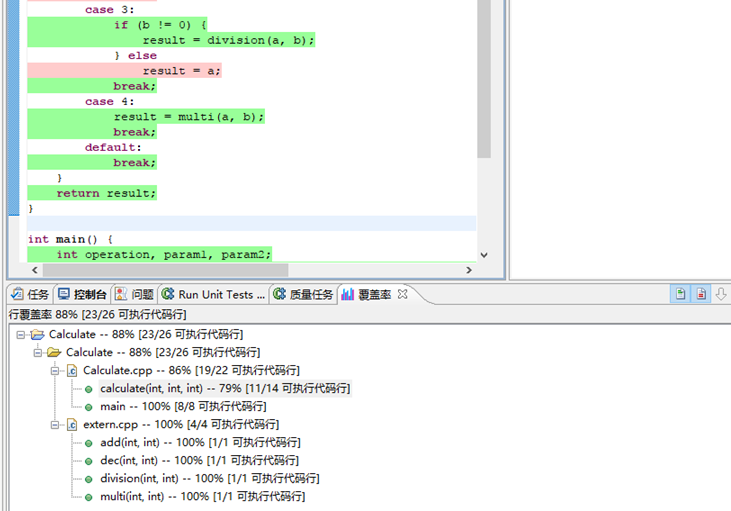 case 3:
if (b != 0) {
result = division(a, b);
} else
result = a;
break;
case 4:
result = multi(a, b);
break;
default:
break;
}
return result;
}
int main() {
int operation, param1, param2;
任务 控制台 问题 Run Unit Tests ... 质量任务 覆盖率
行覆盖率 88% [23/26 可执行代码行]
Calculate -- 88% [23/26 可执行代码行]
Calculate -- 88% [23/26 可执行代码行]
Calculate.cpp -- 86% [19/22 可执行代码行]
calculate(int, int, int) -- 79% [11/14 可执行代码行]
main -- 100% [8/8 可执行代码行]
extern.cpp -- 100% [4/4 可执行代码行]
add(int, int) -- 100% [1/1 可执行代码行]
dec(int, int) -- 100% [1/1 可执行代码行]
division(int, int) -- 100% [1/1 可执行代码行]
multi(int, int) -- 100% [1/1 可执行代码行]